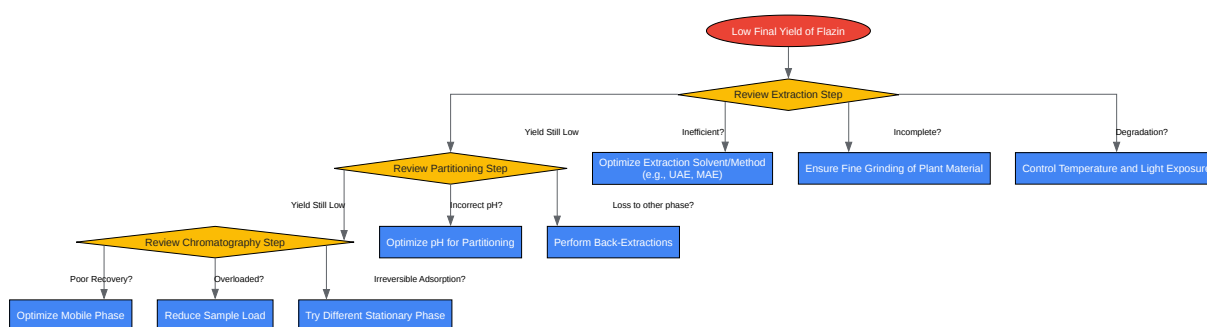 Low Final Yield of Flazin
Review Extraction Step
Yield Still Low
Inefficient?
Incomplete?
Degradation?
Review Partitioning Step
Optimize Extraction Solvent/Method
(e.g., UAE, MAE)
Ensure Fine Grinding of Plant Material
Control Temperature and Light Exposure
Yield Still Low
Incorrect pH?
Loss to other phase?
Review Chromatography Step
Optimize pH for Partitioning
Perform Back-Extractions
Poor Recovery?
Overloaded?
Irreversible Adsorption?
Optimize Mobile Phase
Reduce Sample Load
Try Different Stationary Phase